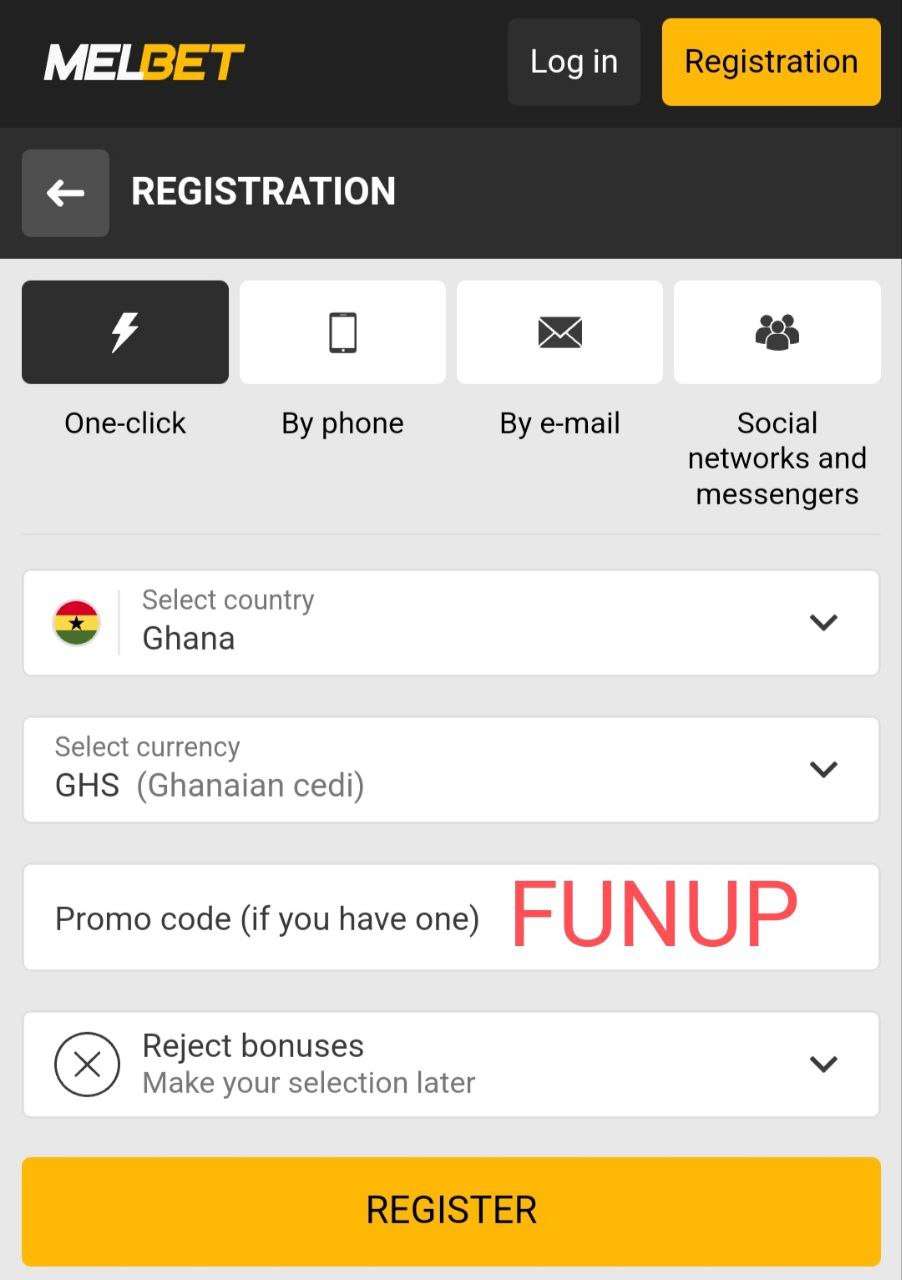 MELBET
Log in
Registration
REGISTRATION
One-click
By phone
By e-mail
Social
networks and
messengers
Select country
Ghana
Select currency
GHS (Ghanaian cedi)
Promo code (if you have one) FUNUP
Reject bonuses
Make your selection later
REGISTER